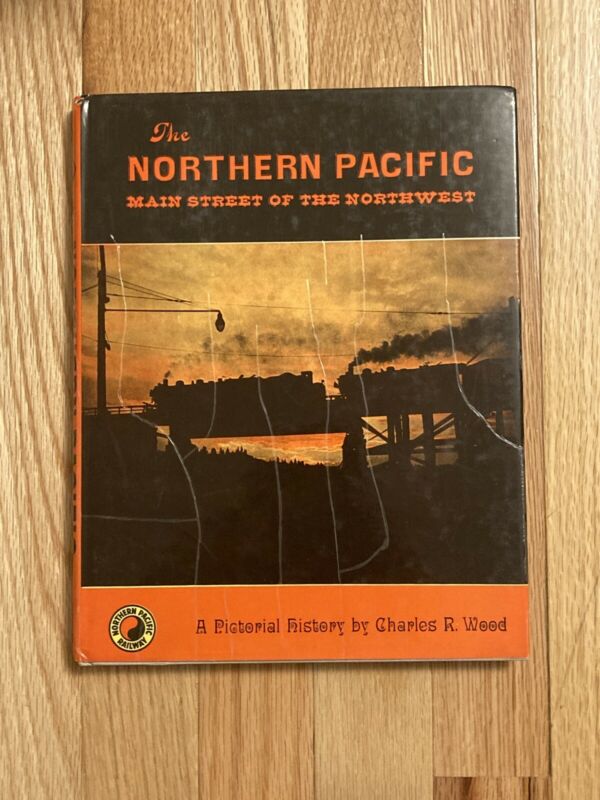 The
NORTHERN PACIFIC
MAIN STREET OF THE NORTHWEST
NORTHERN PACIFIC
RAILWAY
A Pictorial History by Charles R. Wood